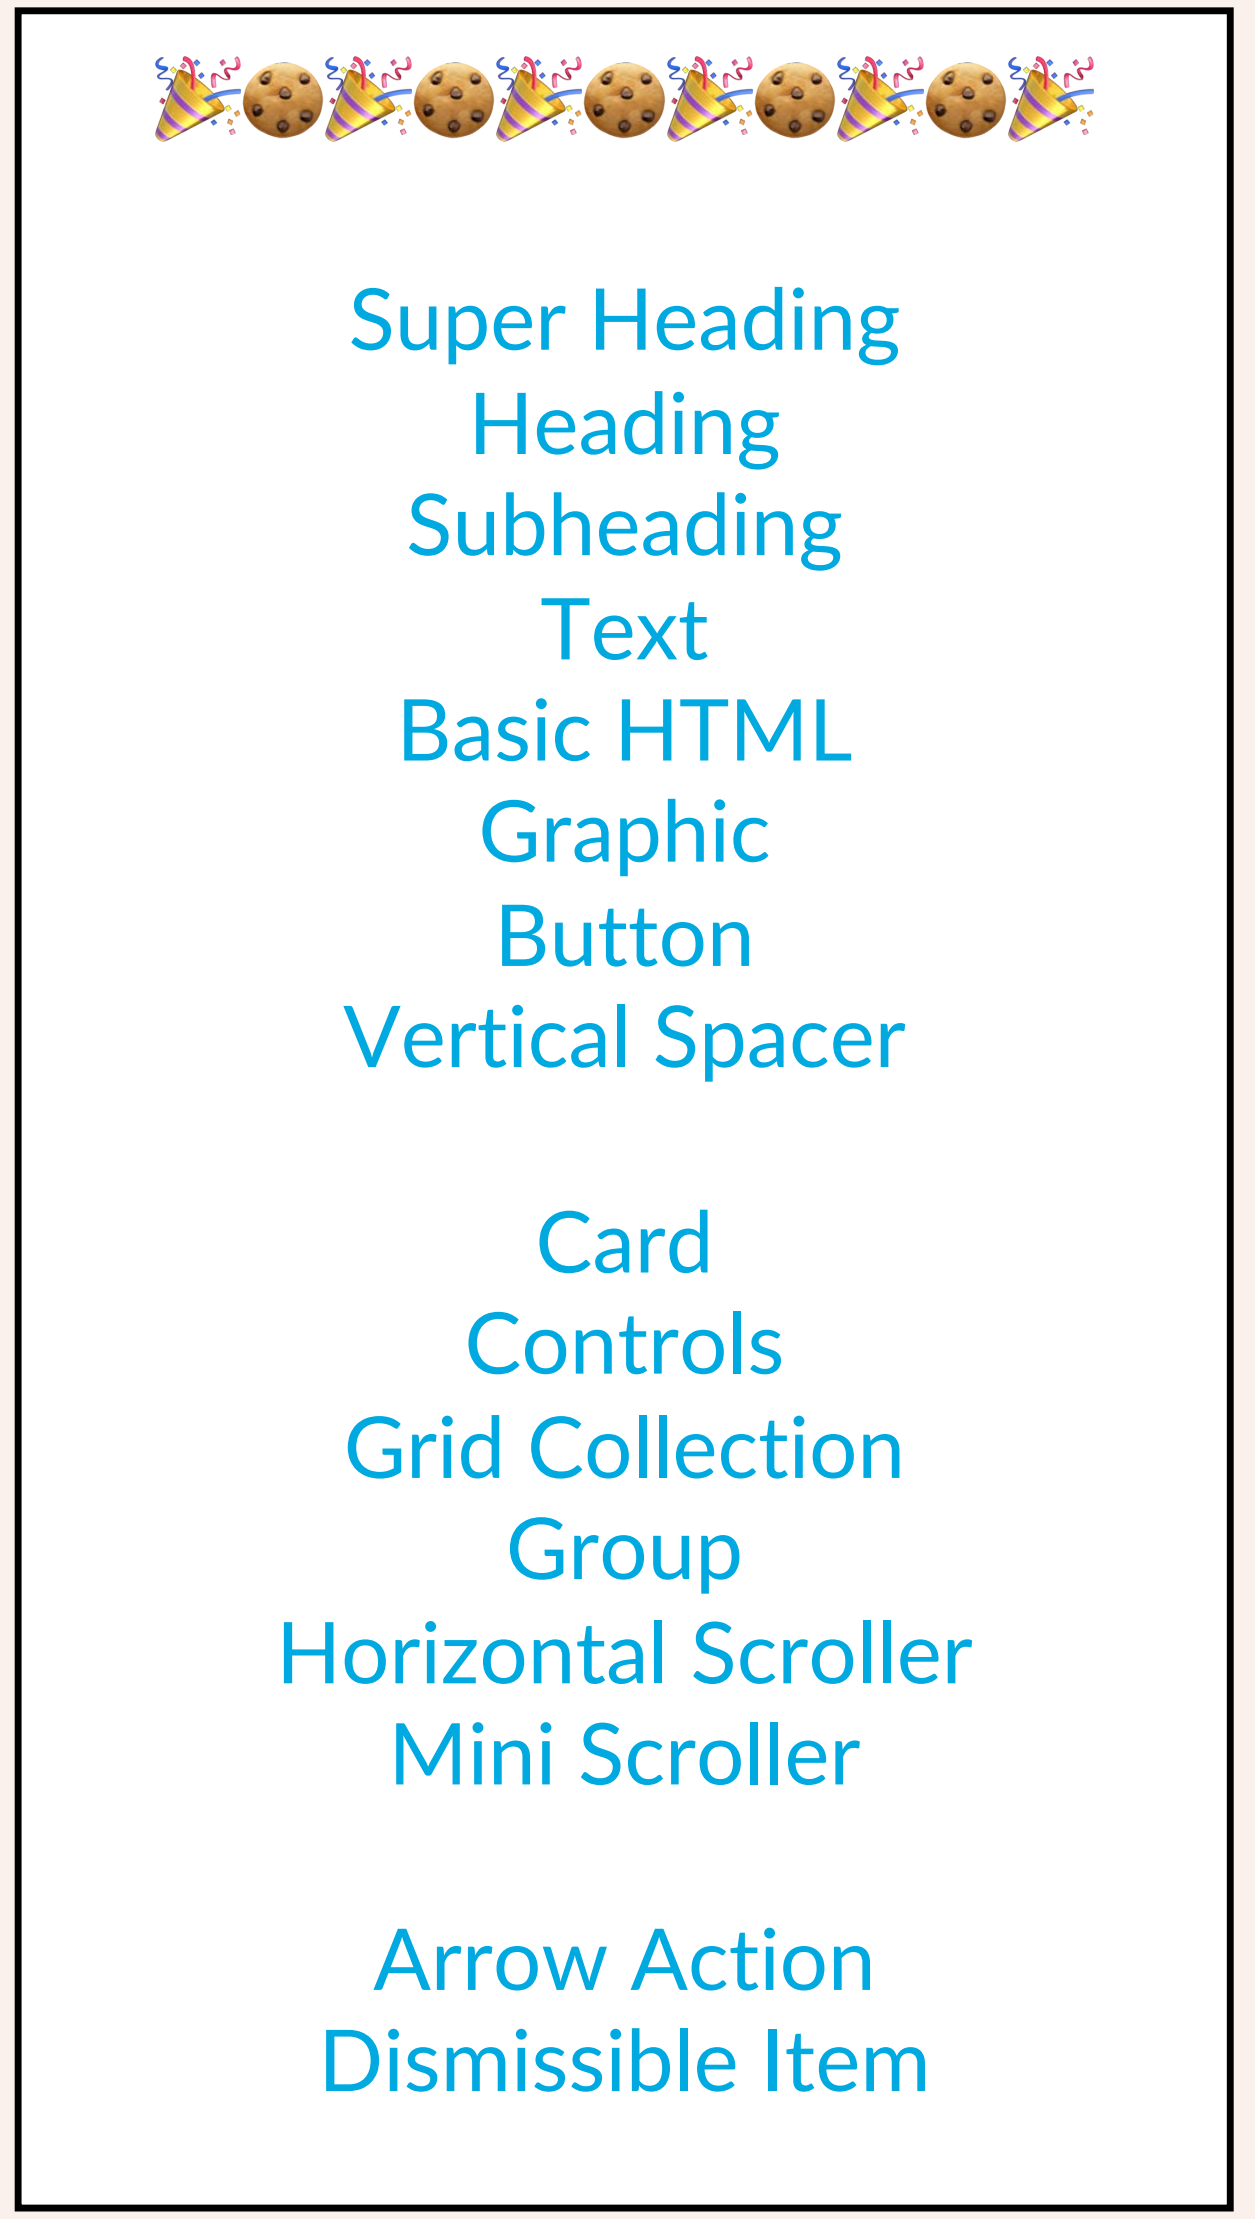 🎉🍪🎉🍪🎉🍪🎉🍪🎉🍪🎉
Super Heading
Heading
Subheading
Text
Basic HTML
Graphic
Button
Vertical Spacer
Card
Controls
Grid Collection
Group
Horizontal Scroller
Mini Scroller
Arrow Action
Dismissible Item